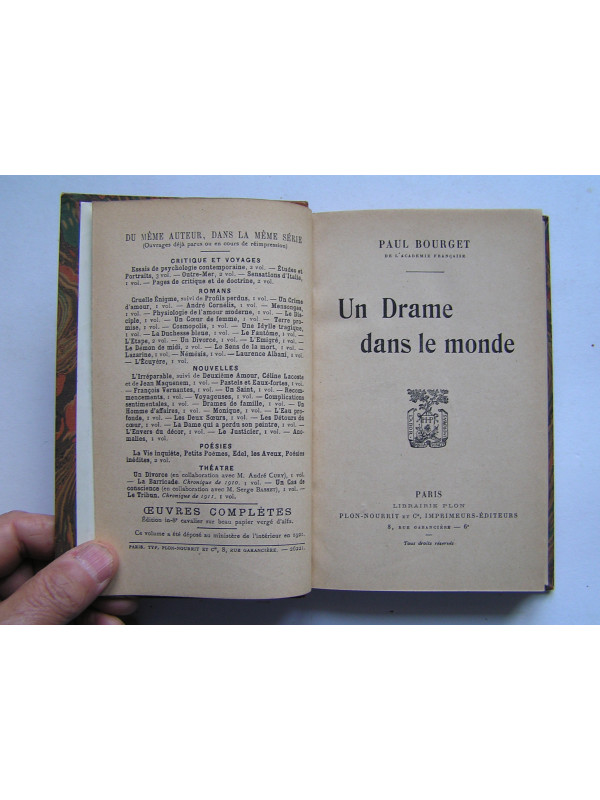 DU MÊME AUTEUR, DANS LA MÊME SÉRIE
(Ouvrages déjà parus ou en cours de réimpression)
CRITIQUE ET VOYAGES
Essais de psychologie contemporaine, 2 vol. — Études et
Portraits, 3 vol. — Outre-Mer, 2 vol. — Sensations d'Italie,
1 vol. — Pages de critique et de doctrine, 2 vol.
ROMANS
Cruelle Énigme, suivi de Profils perdus, 1 vol. — Un Crime
d'amour, 1 vol. — André Cornélis, 1 vol. — Mensonges,
1 vol. — Physiologie de l'amour moderne, 1 vol. — Le Dis-
ciple, 1 vol. — Un Cœur de femme, 1 vol. — Terre pro-
mise, 1 vol. — Cosmopolis, 1 vol. — Une Idylle tragique,
1 vol. — La Duchesse bleue, 1 vol. — Le Fantôme, 1 vol. —
L'Étape, 1 vol. — Un Divorce, 1 vol. — L'Émigré, 1 vol. —
Le Démon de midi, 2 vol. — Le Sens de la mort, 1 vol. —
Lazarine, 1 vol. — Némésis, 1 vol. — Laurence Albani, 1 vol.
— L'Écuyère, 1 vol.
NOUVELLES
L'Irréparable, suivi de Deuxième Amour, Céline Lacoste
et de Jean Maquenem, 1 vol. — Pastels et Eaux-fortes, 1 vol.
— François Vernantes, 1 vol. — Un Saint, 1 vol. — Recom-
mencements, 1 vol. — Voyageuses, 1 vol. — Complications
sentimentales, 1 vol. — Drames de famille, 1 vol. — Un
Homme d'affaires, 1 vol. — Monique, 1 vol. — L'Eau pro-
fonde, 1 vol. — Les Deux Sœurs, 1 vol. — Les Détours du
cœur, 1 vol. — La Dame qui a perdu son peintre, 1 vol. —
L'Envers du décor, 1 vol. — Le Justicier, 1 vol. — Ano-
malies, 1 vol.
POÉSIES
La Vie inquiète, Petits Poèmes, Edel, les Aveux, Poésies
inédites, 2 vol.
THÉATRE
Un Divorce (en collaboration avec M. André CURY), 1 vol.
— La Barricade. Chronique de 1910. 1 vol. — Un Cas de
conscience (en collaboration avec M. Serge BASSET), 1 vol. —
Le Tribun. Chronique de 1911, 1 vol.
ŒUVRES COMPLÈTES
Édition in-8° cavalier sur beau papier vergé d'alfa.
Ce volume a été déposé au ministère de l'intérieur en 1921.
PARIS. TYP. PLON-NOURRIT ET Cie, 8, RUE GARANCIÈRE. — 26221.
PAUL BOURGET
DE L'ACADÉMIE FRANÇAISE
Un Drame
dans le monde
PARIS
LIBRAIRIE PLON
PLON-NOURRIT ET Cie, IMPRIMEURS-ÉDITEURS
8, RUE GARANCIÈRE — 6e
Tous droits réservés